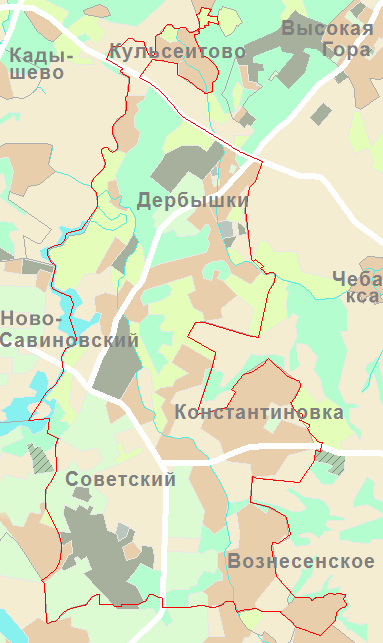 Высокая
Гора
Кульсеитово
Кады-
шево
Дербышки
Чеба
кса
Ново-
Савиновский
Константиновка
Советский
Вознесенское